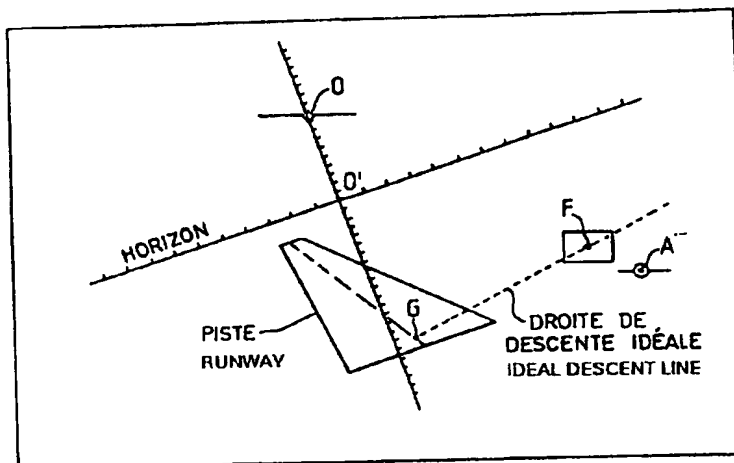 O
O'
HORIZON
F
A
G
PISTE
RUNWAY
DROITE DE
DESCENTE IDÉALE
IDEAL DESCENT LINE